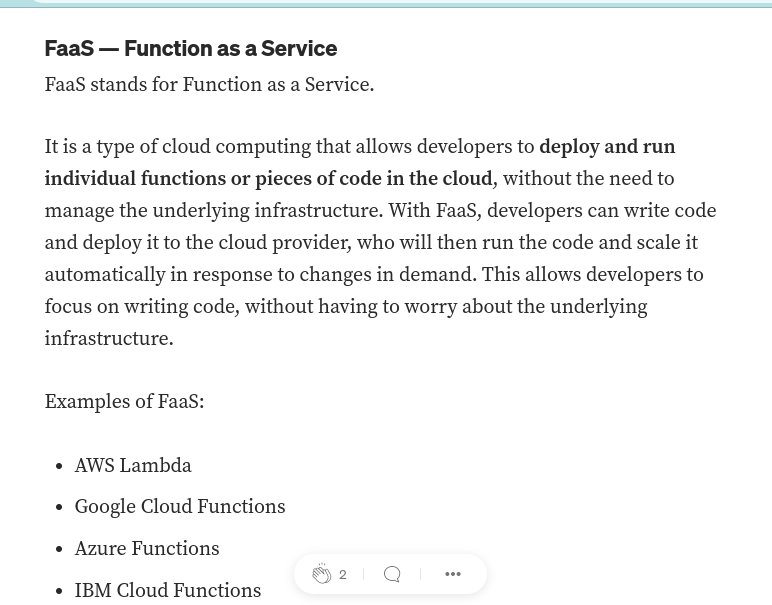 FaaS — Function as a Service
FaaS stands for Function as a Service.
It is a type of cloud computing that allows developers to deploy and run
individual functions or pieces of code in the cloud, without the need to
manage the underlying infrastructure. With FaaS, developers can write code
and deploy it to the cloud provider, who will then run the code and scale it
automatically in response to changes in demand. This allows developers to
focus on writing code, without having to worry about the underlying
infrastructure.
Examples of FaaS:
• AWS Lambda
• Google Cloud Functions
• Azure Functions
• IBM Cloud Functions
2